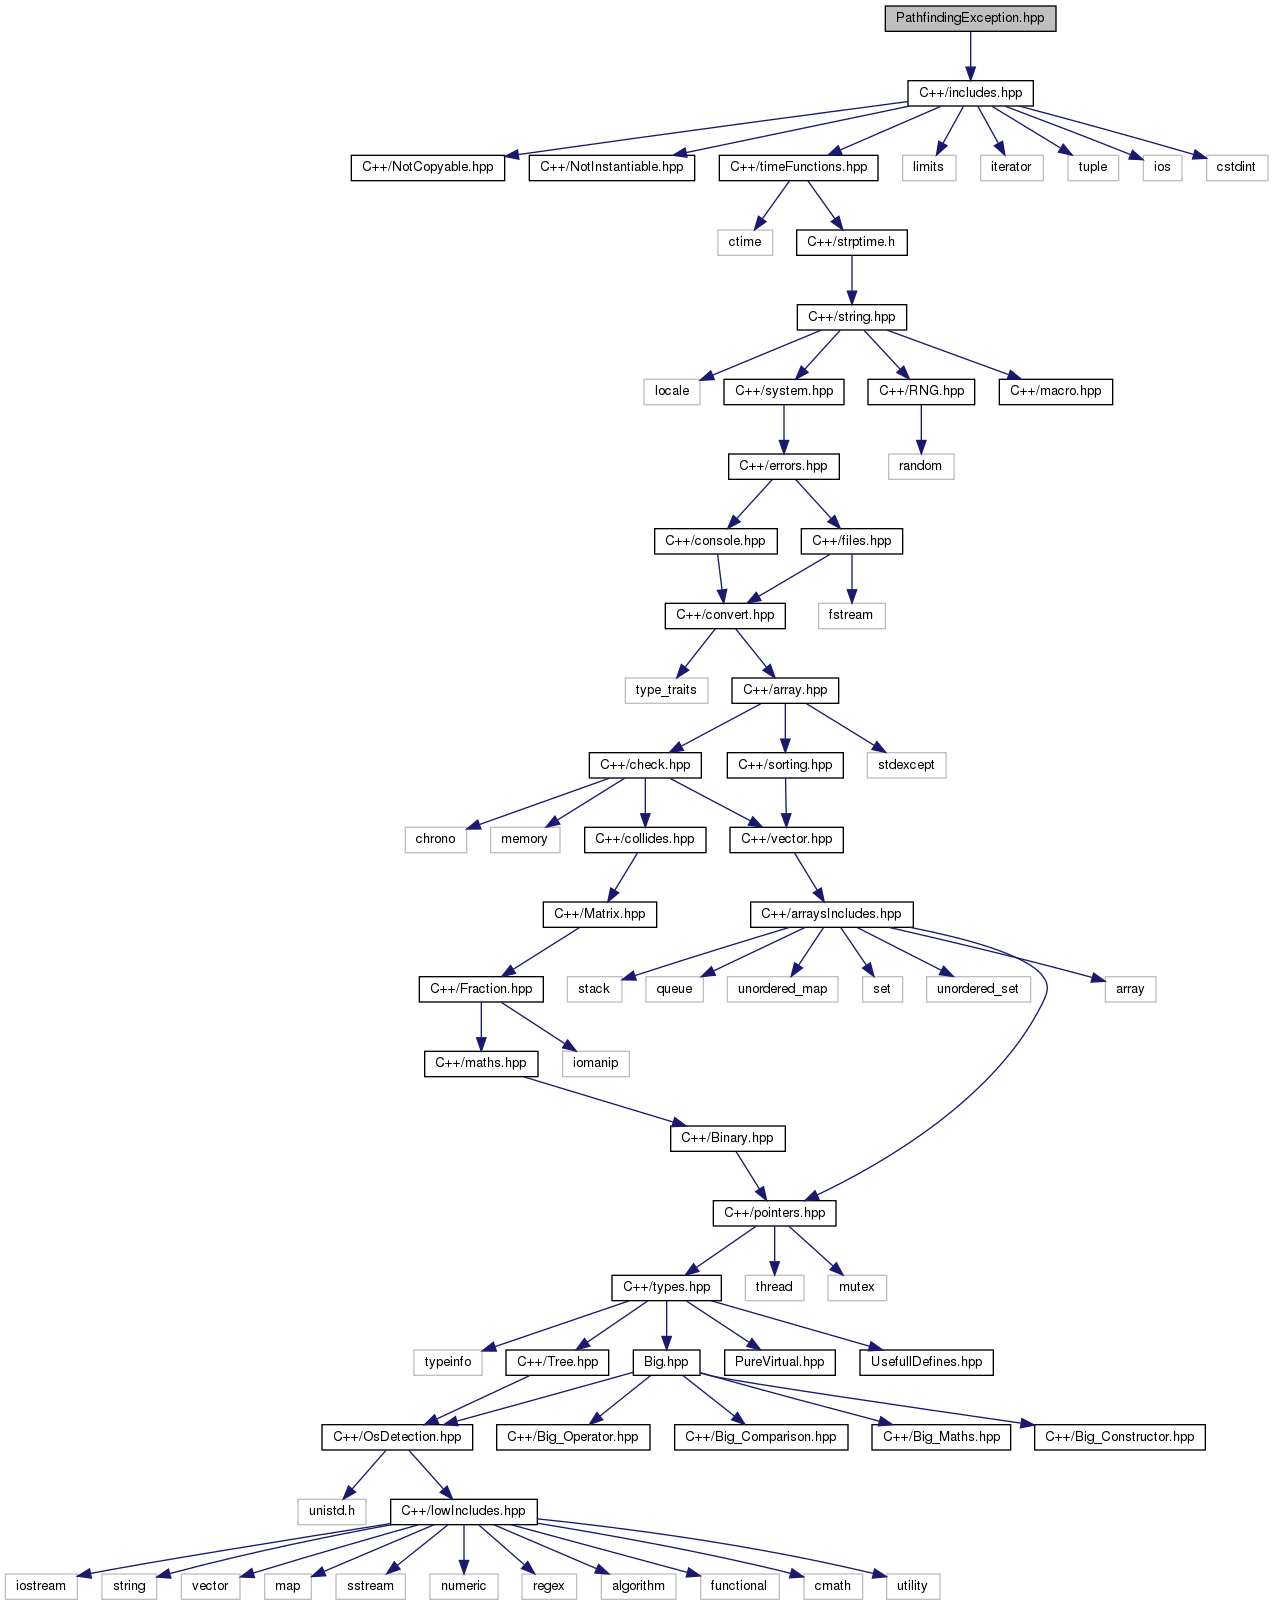 PathfindingException.hpp
C++/includes.hpp
C++/NotCopyable.hpp
C++/NotInstantiable.hpp
C++/timeFunctions.hpp
limits
iterator
tuple
ios
cstdint
ctime
C++/strptime.h
C++/string.hpp
locale
C++/system.hpp
C++/RNG.hpp
C++/macro.hpp
C++/errors.hpp
random
C++/console.hpp
C++/files.hpp
C++/convert.hpp
fstream
type_traits
C++/array.hpp
C++/check.hpp
C++/sorting.hpp
stdexcept
chrono
memory
C++/collides.hpp
C++/vector.hpp
C++/Matrix.hpp
C++/arraysIncludes.hpp
C++/Fraction.hpp
stack
queue
unordered_map
set
unordered_set
array
C++/maths.hpp
iomanip
C++/Binary.hpp
C++/pointers.hpp
C++/types.hpp
thread
mutex
typeinfo
C++/Tree.hpp
Big.hpp
PureVirtual.hpp
UsefullDefines.hpp
C++/OsDetection.hpp
C++/Big_Operator.hpp
C++/Big_Comparison.hpp
C++/Big_Maths.hpp
C++/Big_Constructor.hpp
unistd.h
C++/lowIncludes.hpp
iostream
string
vector
map
sstream
numeric
regex
algorithm
functional
cmath
utility